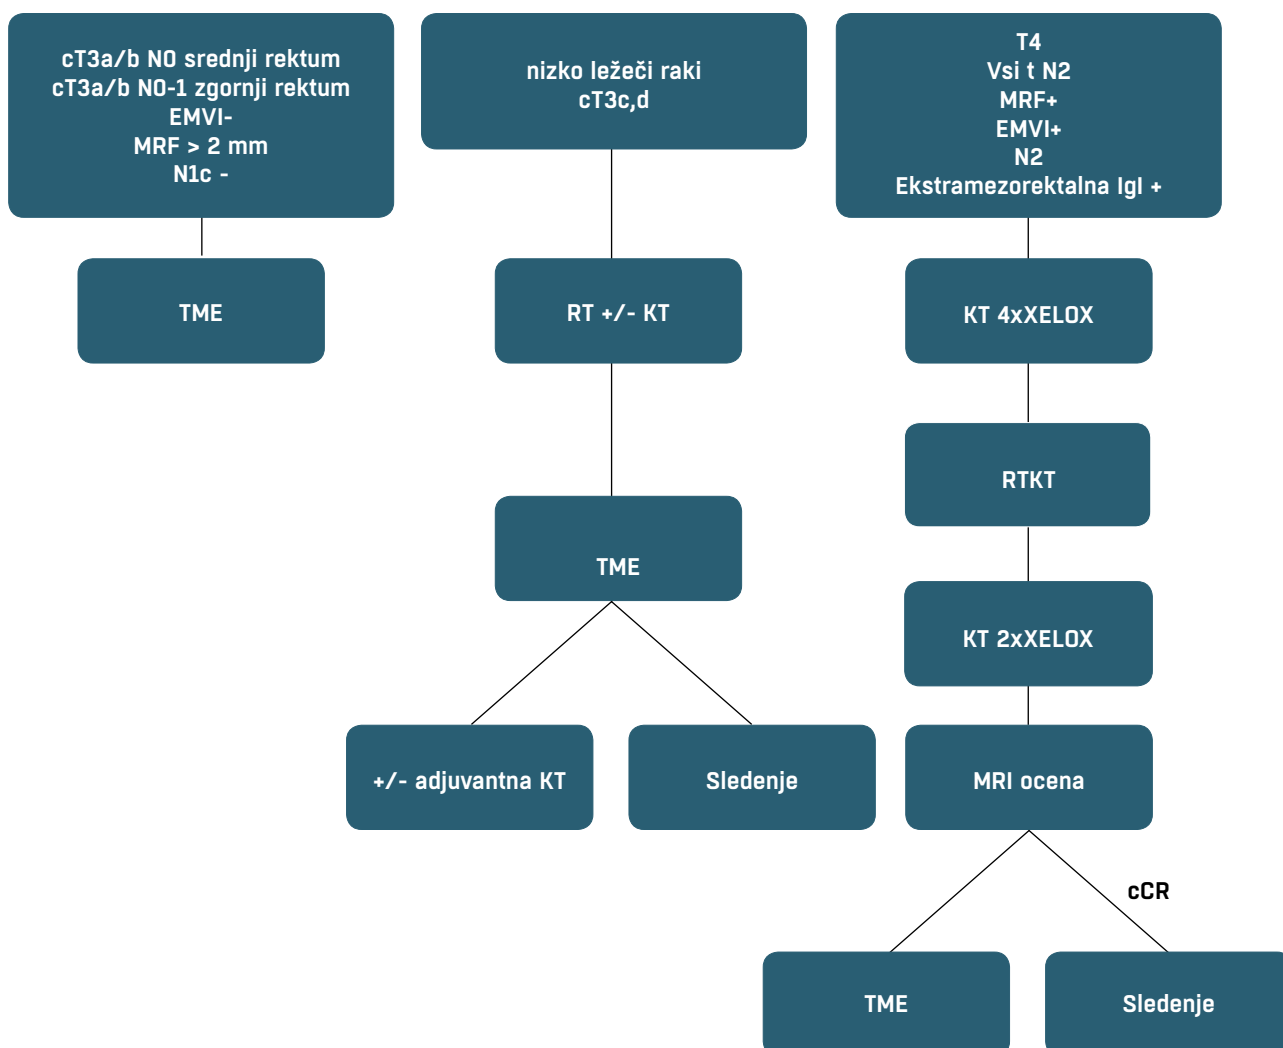 cT3a/b N0 srednji rektum
cT3a/b N0-1 zgornji rektum
EMVI-
MRF > 2 mm
N1c -
nizko ležeči raki
cT3c,d
T4
Vsi t N2
MRF+
EMVI+
N2
Ekstramezorektalna Igl +
TME
RT +/- KT
KT 4xXELOX
RTKT
TME
KT 2xXELOX
+/- adjuvantna KT
Sledenje
MRI ocena
cCR
TME
Sledenje